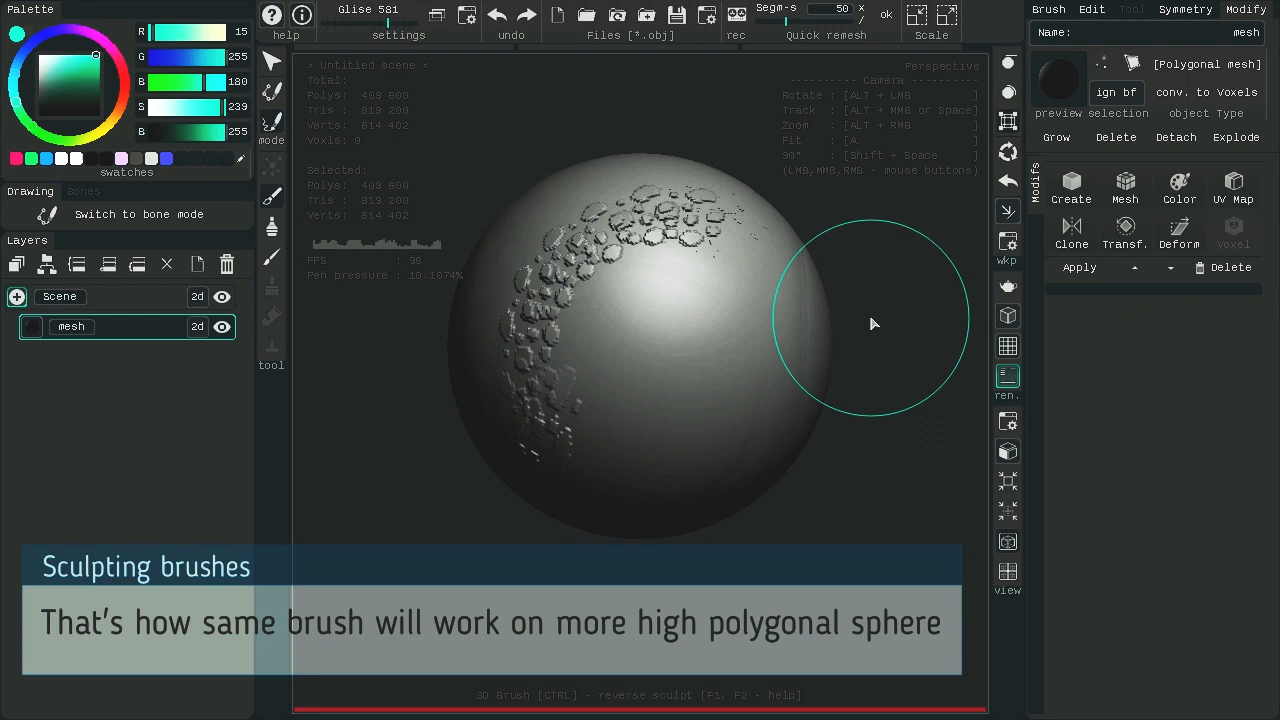 Palette
R 15
G 255
B 180
S 239
B 255
swatches
Drawing Bones
Switch to bone mode
Layers
Scene 2d
mesh 2d
help
Glise 581
settings
undo
Files [*.obj]
rec
Segm-s 50 x
/
Quick remesh
ok
Scale
mode
tool
> Untitled scene <
Total:
Polys: 409 600
Tris : 819 200
Verts: 614 402
Voxls: 0
Selected:
Polys: 409 600
Tris : 819 200
Verts: 614 402
FPS : 96
Pen pressure : 10.1074%
Perspective
---------- Camera ----------
Rotate : [ALT + LMB ]
Track : [ALT + MMB or Space]
Zoom : [ALT + RMB ]
Fit : [A ]
90° : [Shift + Space ]
(LMB,MMB,RMB - mouse buttons)
Sculpting brushes
That's how same brush will work on more high polygonal sphere
3D Brush [CTRL] - reverse sculpt [F1, F2 - help]
wkp
ren.
view
Brush Edit Tool Symmetry Modify
Name: mesh
[Polygonal mesh]
ign bf conv. to Voxels
preview selection object Type
Grow Delete Detach Explode
Modifs
Create Mesh Color UV Map
Clone Transf. Deform Voxel
Apply Delete